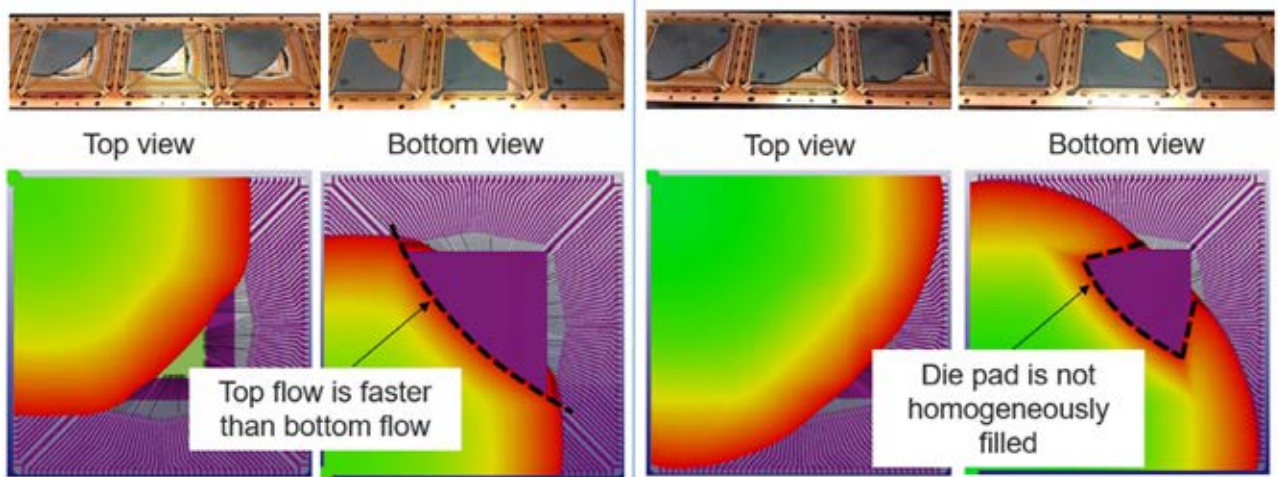 Top view
Bottom view
Top view
Bottom view
Top flow is faster
than bottom flow
Die pad is not
homogeneously
filled